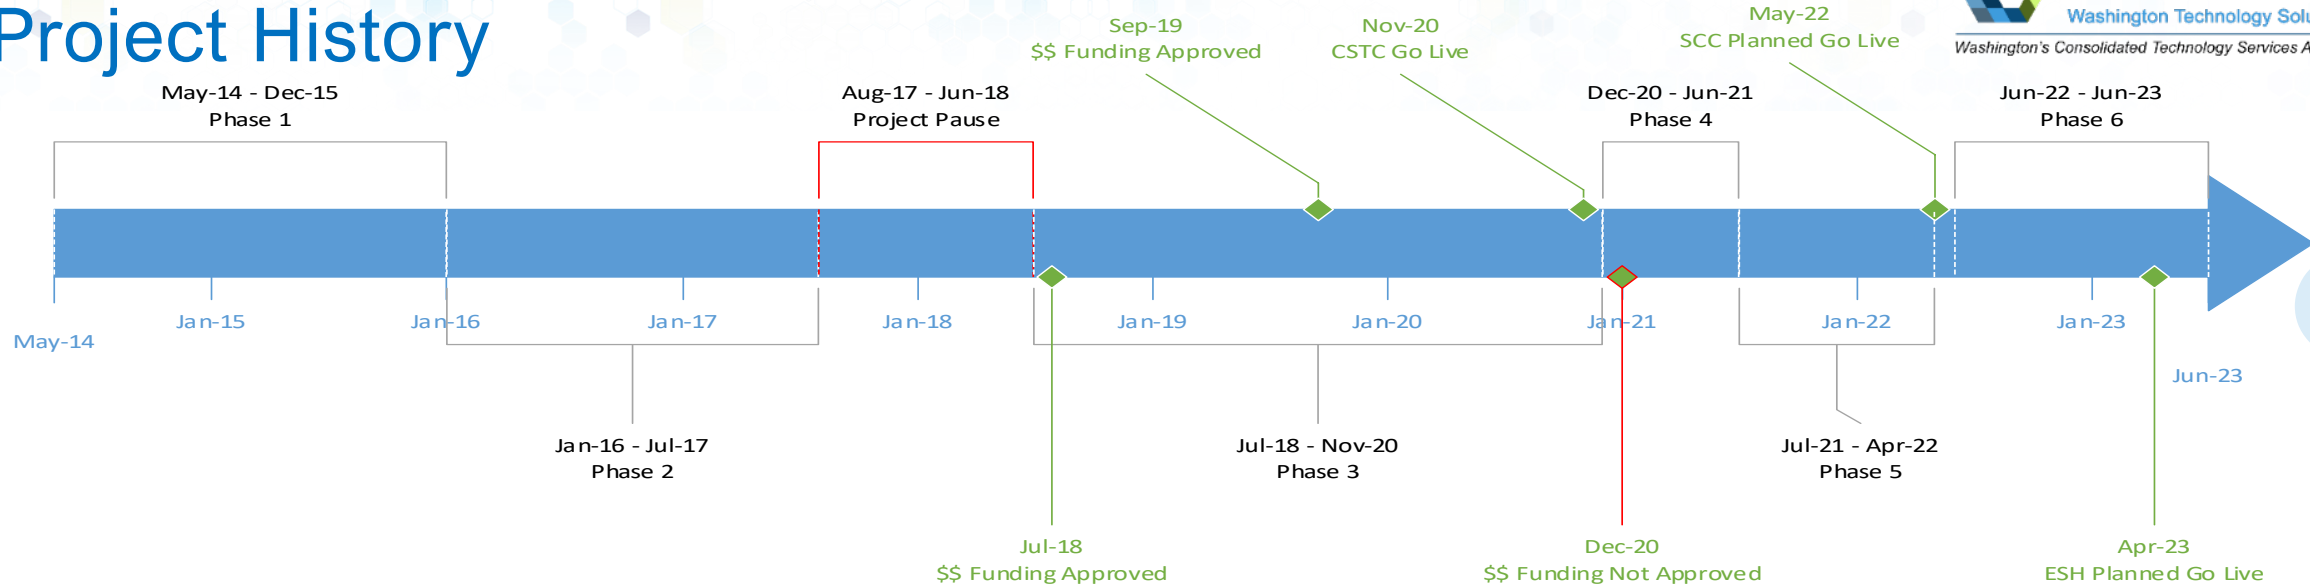 Project History
Sep-19
$$ Funding Approved
Nov-20
CSTC Go Live
May-22
SCC Planned Go Live
Washington Technology Solu
Washington's Consolidated Technology Services A
May-14 - Dec-15
Phase 1
Aug-17 - Jun-18
Project Pause
Dec-20 - Jun-21
Phase 4
Jun-22 - Jun-23
Phase 6
May-14
Jan-15
Jan-16
Jan-17
Jan-18
Jan-19
Jan-20
Jan-21
Jan-22
Jan-23
Jun-23
Jan-16 - Jul-17
Phase 2
Jul-18 - Nov-20
Phase 3
Jul-21 - Apr-22
Phase 5
Jul-18
$$ Funding Approved
Dec-20
$$ Funding Not Approved
Apr-23
ESH Planned Go Live